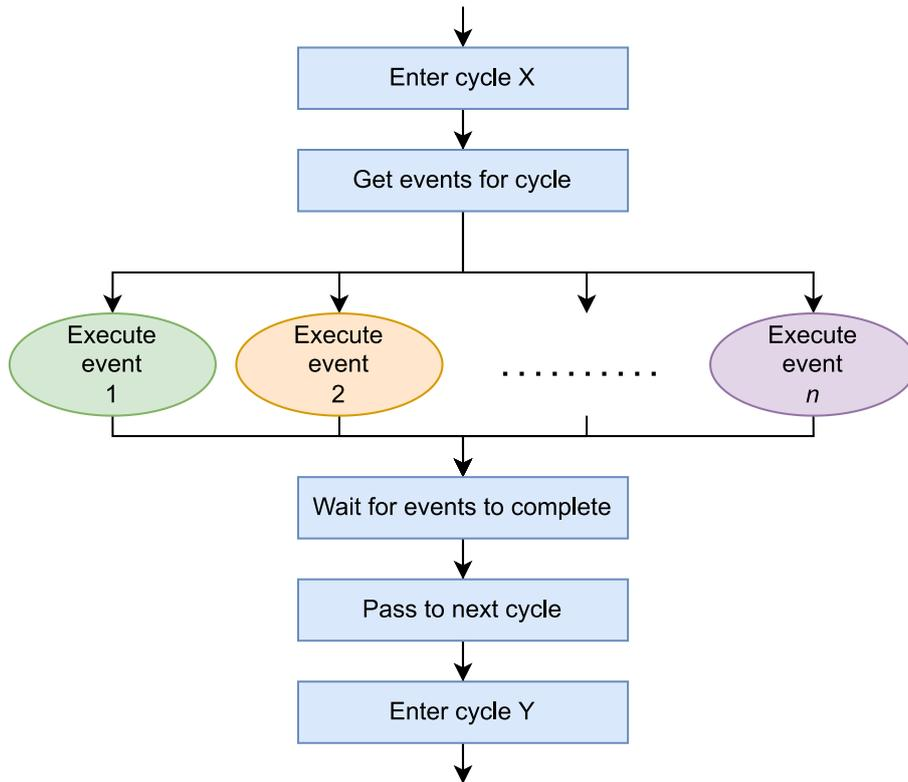 Enter cycle X
Get events for cycle
Execute
event
1
Execute
event
2
..........
Execute
event
n
Wait for events to complete
Pass to next cycle
Enter cycle Y